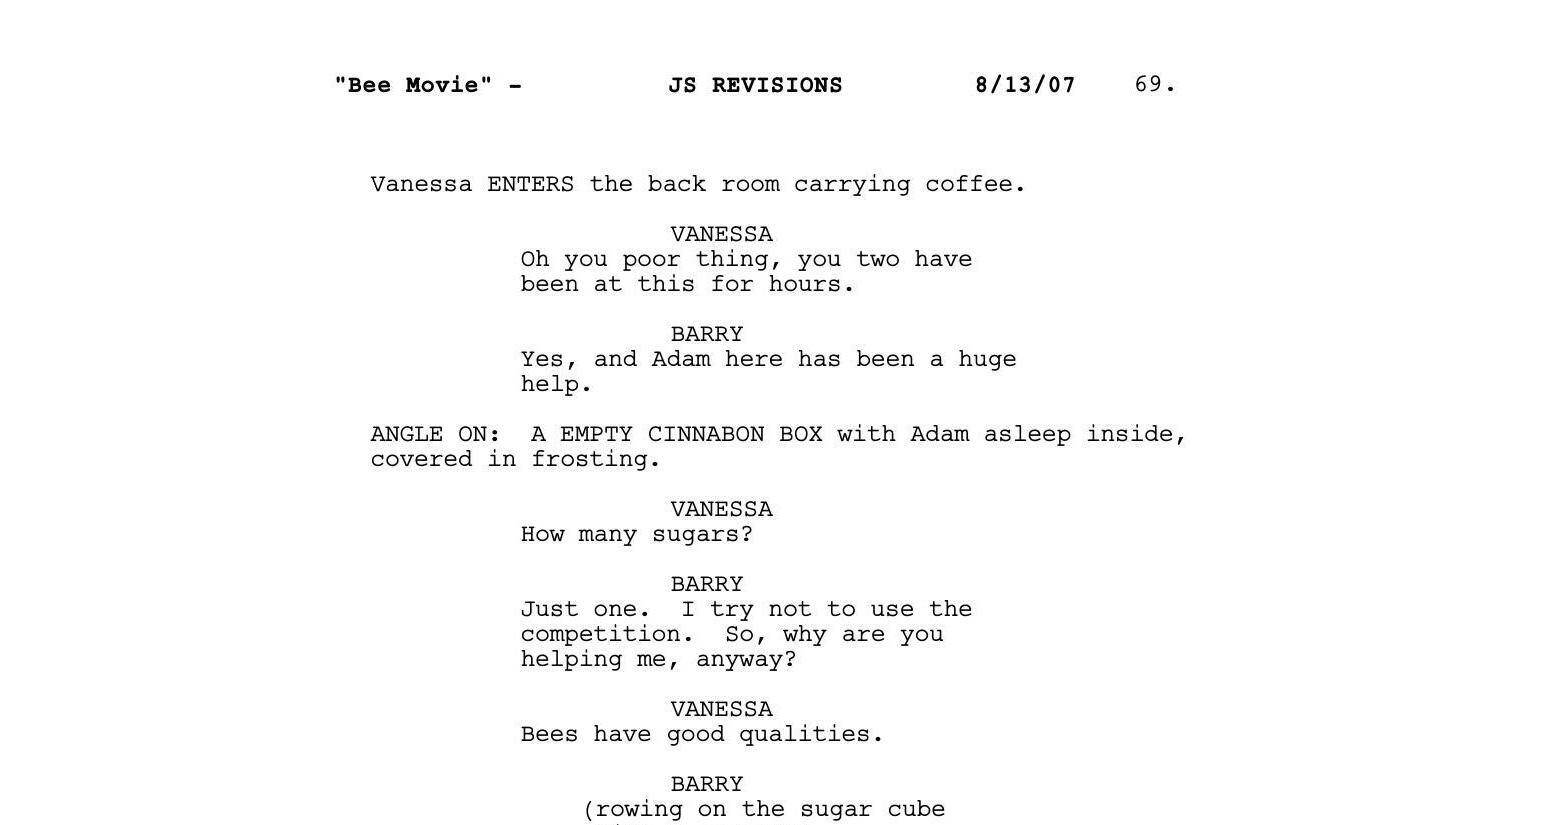 "Bee Movie" - JS REVISIONS 8/13/07 69.
Vanessa ENTERS the back room carrying coffee.
VANESSA
Oh you poor thing, you two have
been at this for hours.
BARRY
Yes, and Adam here has been a huge
help.
ANGLE ON:  A EMPTY CINNABON BOX with Adam asleep inside,
covered in frosting.
VANESSA
How many sugars?
BARRY
Just one.  I try not to use the
competition.  So, why are you
helping me, anyway?
VANESSA
Bees have good qualities.
BARRY
(rowing on the sugar cube